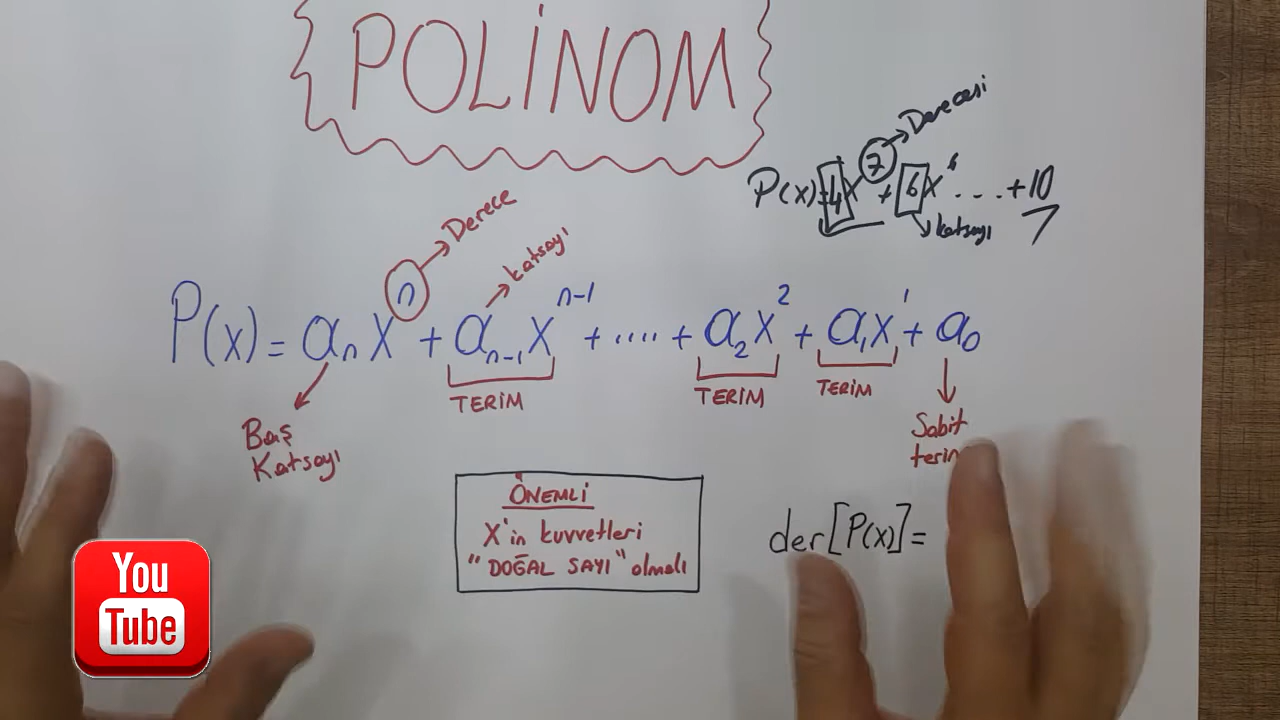 POLİNOM
Derecesi
P(x)=4x⁷+6x⁶...+10
katsayı
Derece
katsayı
P(x)=aₙxⁿ+aₙ₋₁xⁿ⁻¹+....+a₂x²+a₁x¹+a₀
TERİM TERİM TERİM
Baş
Katsayı
Sabit
ÖNEMLİ
X'in kuvvetleri
"DOĞAL SAYI" olmalı
der[P(x)]=
You
Tube